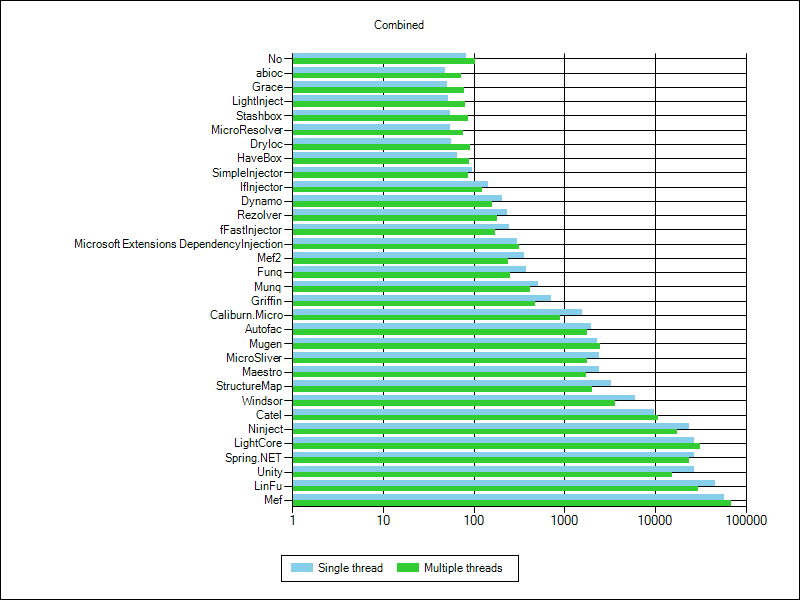 Combined
No
abioc
Grace
LightInject
Stashbox
MicroResolver
DryIoc
HaveBox
SimpleInjector
IfInjector
Dynamo
Rezolver
fFastInjector
Microsoft Extensions DependencyInjection
Mef2
Funq
Munq
Griffin
Caliburn.Micro
Autofac
Mugen
MicroSliver
Maestro
StructureMap
Windsor
Catel
Ninject
LightCore
Spring.NET
Unity
LinFu
Mef
1 10 100 1000 10000 100000
Single thread Multiple threads